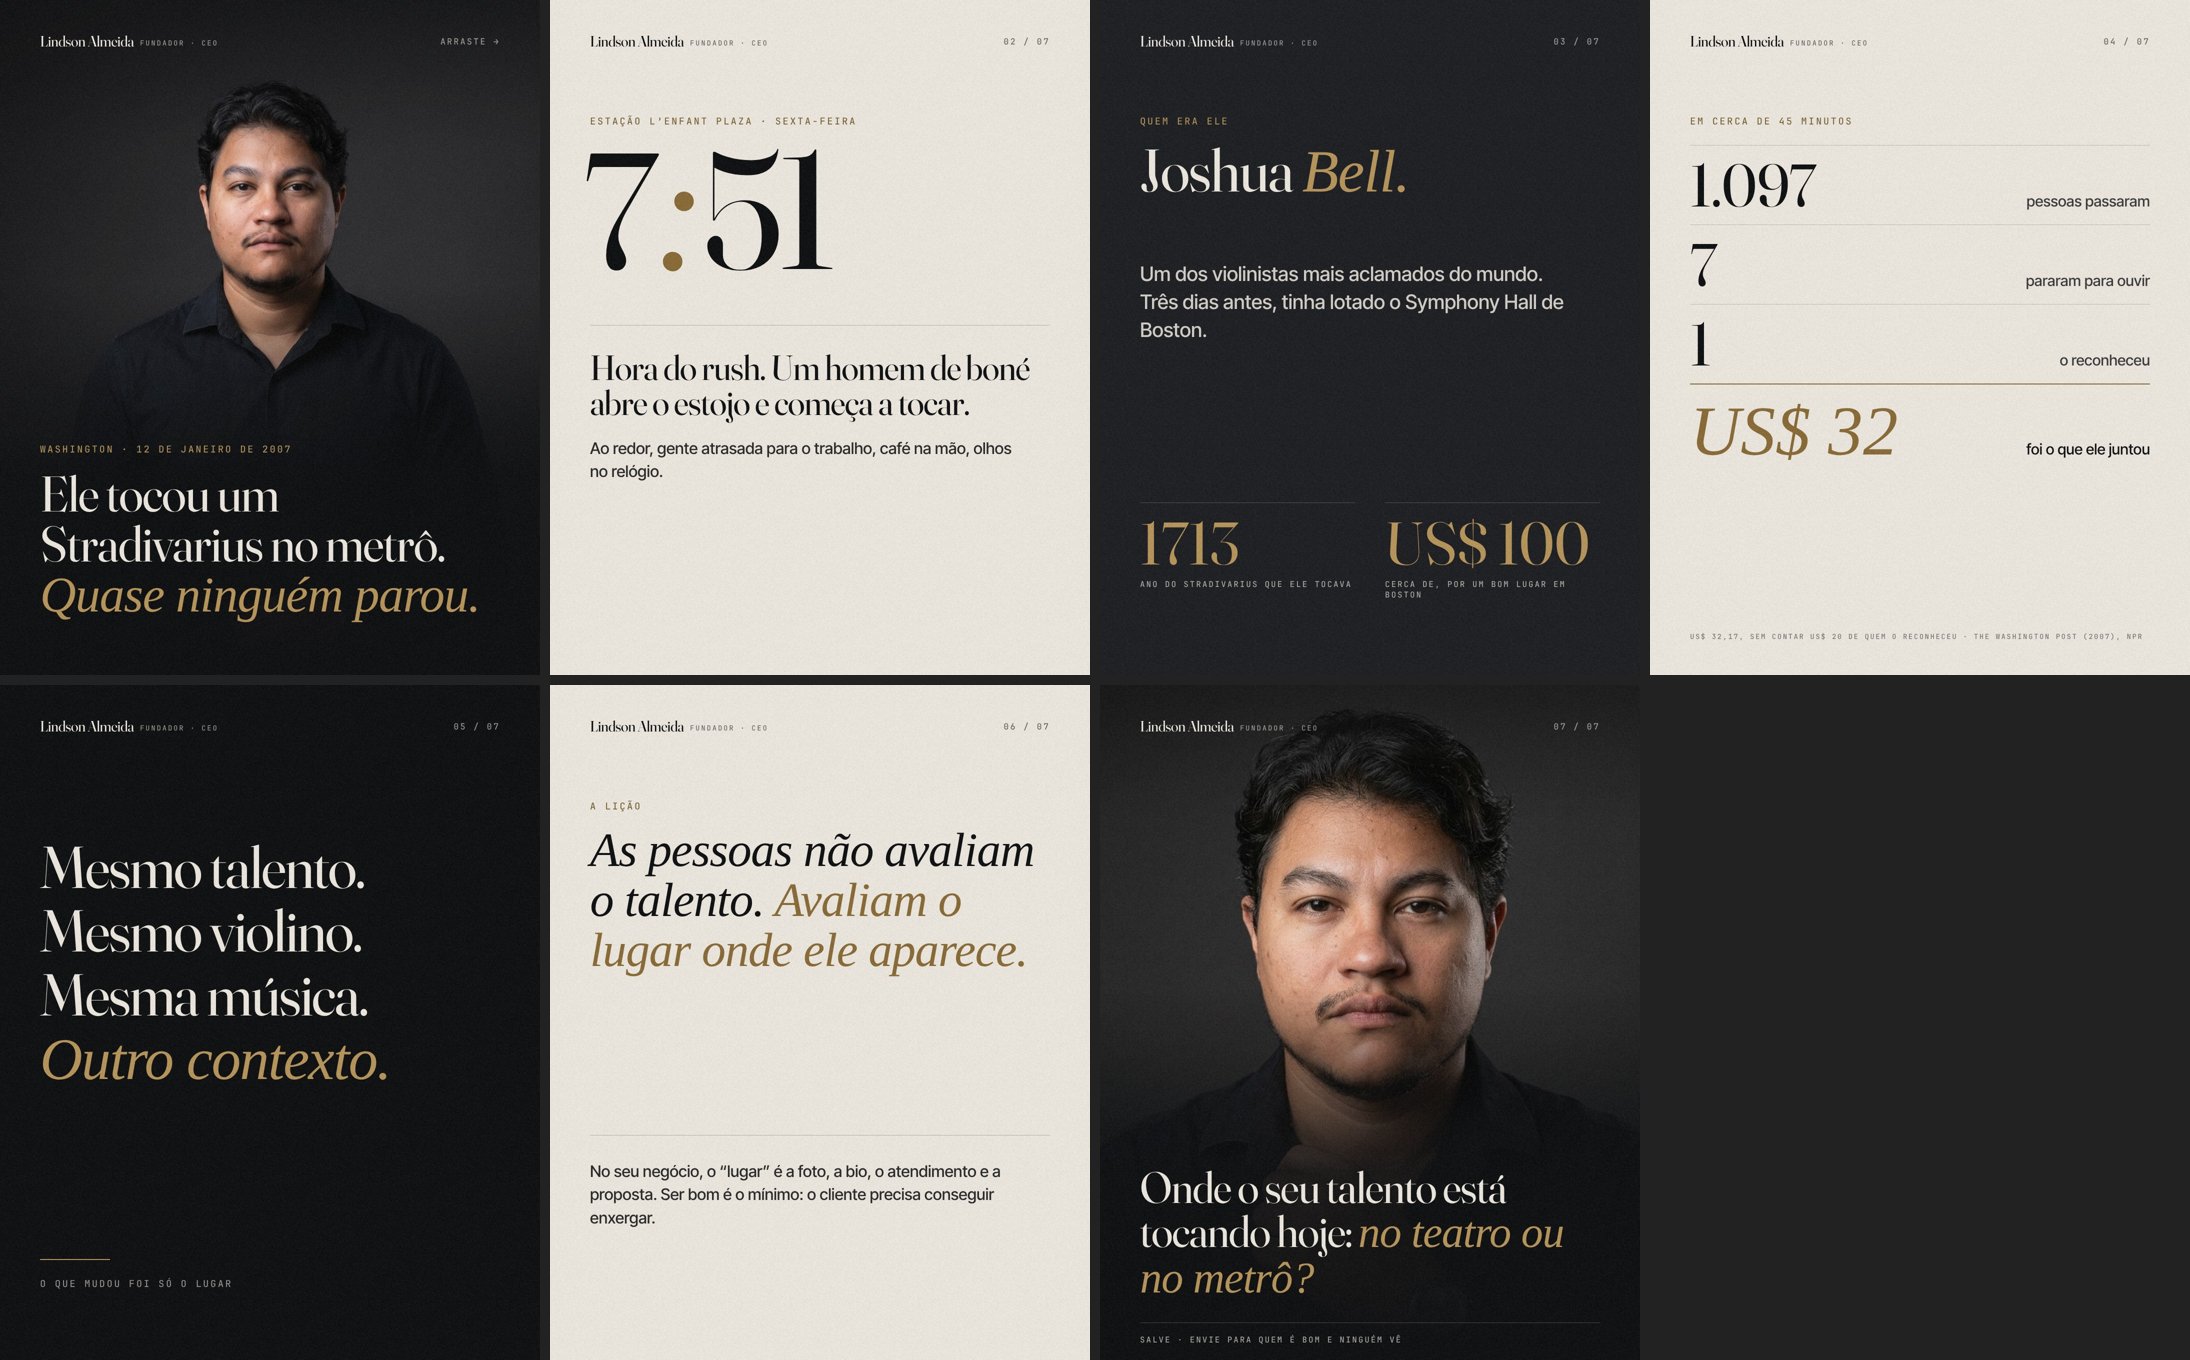 Lindson Almeida FUNDADOR · CEO
ARRASTE →
WASHINGTON · 12 DE JANEIRO DE 2007
Ele tocou um
Stradivarius no metrô.
Quase ninguém parou.
Lindson Almeida FUNDADOR · CEO
02 / 07
ESTAÇÃO L’ENFANT PLAZA · SEXTA-FEIRA
7:51
Hora do rush. Um homem de boné
abre o estojo e começa a tocar.
Ao redor, gente atrasada para o trabalho, café na mão, olhos
no relógio.
Lindson Almeida FUNDADOR · CEO
03 / 07
QUEM ERA ELE
Joshua Bell.
Um dos violinistas mais aclamados do mundo.
Três dias antes, tinha lotado o Symphony Hall de
Boston.
1713
ANO DO STRADIVARIUS QUE ELE TOCAVA
US$ 100
CERCA DE, POR UM BOM LUGAR EM
BOSTON
Lindson Almeida FUNDADOR · CEO
04 / 07
EM CERCA DE 45 MINUTOS
1.097 pessoas passaram
7 pararam para ouvir
1 o reconheceu
US$ 32 foi o que ele juntou
US$ 32,17, SEM CONTAR US$ 20 DE QUEM O RECONHECEU · THE WASHINGTON POST (2007), NPR
Lindson Almeida FUNDADOR · CEO
05 / 07
Mesmo talento.
Mesmo violino.
Mesma música.
Outro contexto.
O QUE MUDOU FOI SÓ O LUGAR
Lindson Almeida FUNDADOR · CEO
06 / 07
A LIÇÃO
As pessoas não avaliam
o talento. Avaliam o
lugar onde ele aparece.
No seu negócio, o “lugar” é a foto, a bio, o atendimento e a
proposta. Ser bom é o mínimo: o cliente precisa conseguir
enxergar.
Lindson Almeida FUNDADOR · CEO
07 / 07
Onde o seu talento está
tocando hoje: no teatro ou
no metrô?
SALVE · ENVIE PARA QUEM É BOM E NINGUÉM VÊ